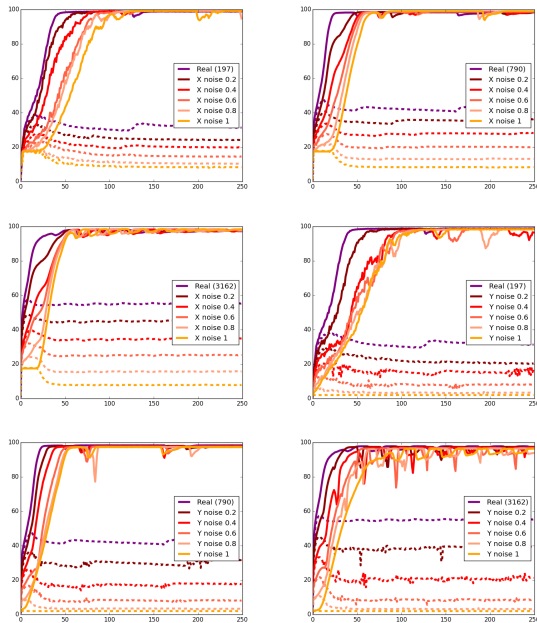 100
80
60
40
20
0
0 50 100 150 200 250
Real (197)
X noise 0.2
X noise 0.4
X noise 0.6
X noise 0.8
X noise 1
100
80
60
40
20
0
0 50 100 150 200 250
Real (790)
X noise 0.2
X noise 0.4
X noise 0.6
X noise 0.8
X noise 1
100
80
60
40
20
0
0 50 100 150 200 250
Real (3162)
X noise 0.2
X noise 0.4
X noise 0.6
X noise 0.8
X noise 1
100
80
60
40
20
0
0 50 100 150 200 250
Real (197)
Y noise 0.2
Y noise 0.4
Y noise 0.6
Y noise 0.8
Y noise 1
100
80
60
40
20
0
0 50 100 150 200 250
Real (790)
Y noise 0.2
Y noise 0.4
Y noise 0.6
Y noise 0.8
Y noise 1
100
80
60
40
20
0
0 50 100 150 200 250
Real (3162)
Y noise 0.2
Y noise 0.4
Y noise 0.6
Y noise 0.8
Y noise 1